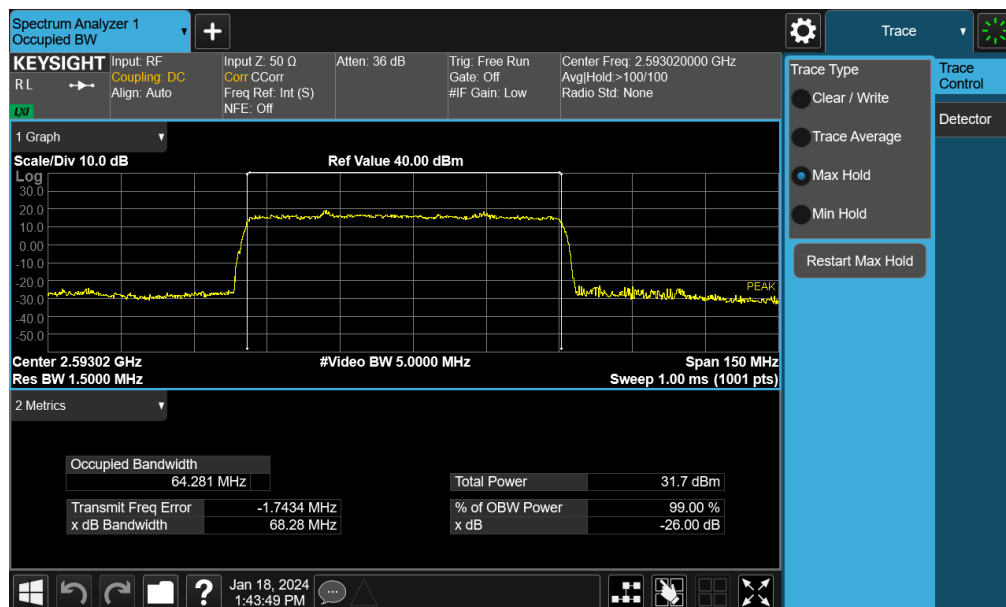 Spectrum Analyzer 1
Occupied BW
+
Trace
KEYSIGHT
Input: RF
Input Z: 50 Ω
Atten: 36 dB
Trig: Free Run
Center Freq: 2.593020000 GHz
R L
Coupling: DC
Corr CCorr
Gate: Off
Avg|Hold:>100/100
Align: Auto
Freq Ref: Int (S)
#IF Gain: Low
Radio Std: None
NFE: Off
LXI
Trace Type
Clear / Write
Trace Average
Max Hold
Min Hold
Restart Max Hold
Trace
Control
Detector
1 Graph
Scale/Div 10.0 dB
Ref Value 40.00 dBm
Log
30.0
20.0
10.0
0.00
-10.0
-20.0
-30.0
-40.0
-50.0
PEAK
Center 2.59302 GHz
#Video BW 5.0000 MHz
Span 150 MHz
Res BW 1.5000 MHz
Sweep 1.00 ms (1001 pts)
2 Metrics
Occupied Bandwidth
64.281 MHz
Total Power 31.7 dBm
Transmit Freq Error -1.7434 MHz
% of OBW Power 99.00 %
x dB Bandwidth 68.28 MHz
x dB -26.00 dB
?
Jan 18, 2024
1:43:49 PM